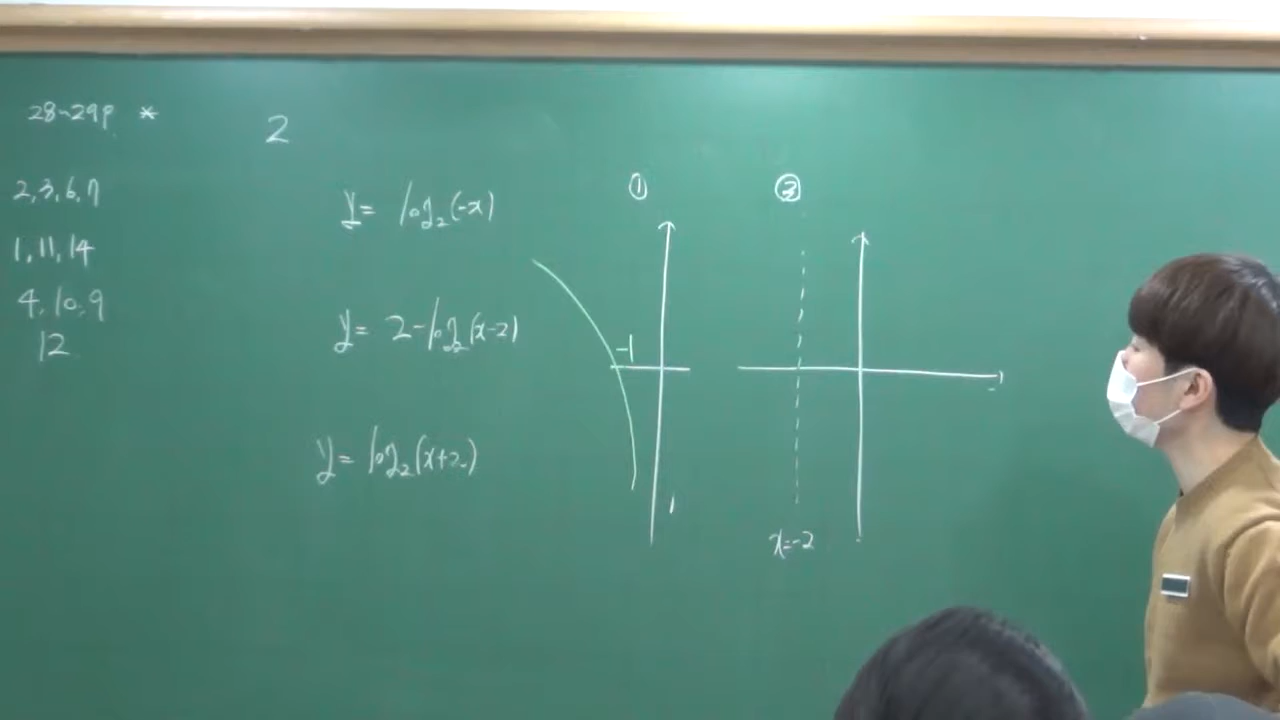 28~29p *
2,3,6,7
1,11,14
4,10,9
12
2
y= log₂(-x)
y= 2-log₂(x-2)
y= log₂(x+2)
①
-1
x=-2